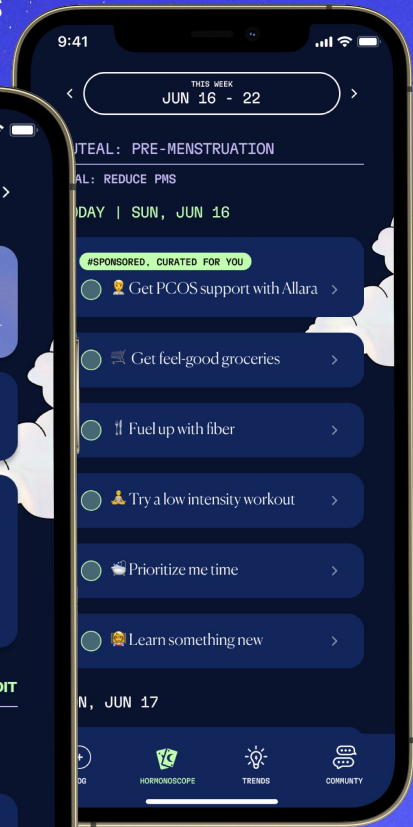 9:41
THIS WEEK
JUN 16 - 22
UTEAL: PRE-MENSTRUATION
AL: REDUCE PMS
DAY | SUN, JUN 16
#SPONSORED, CURATED FOR YOU
Get PCOS support with Allara
Get feel-good groceries
Fuel up with fiber
Try a low intensity workout
Prioritize me time
Learn something new
DIT
N, JUN 17
OG
HORMONOSCOPE
TRENDS
COMMUNTY